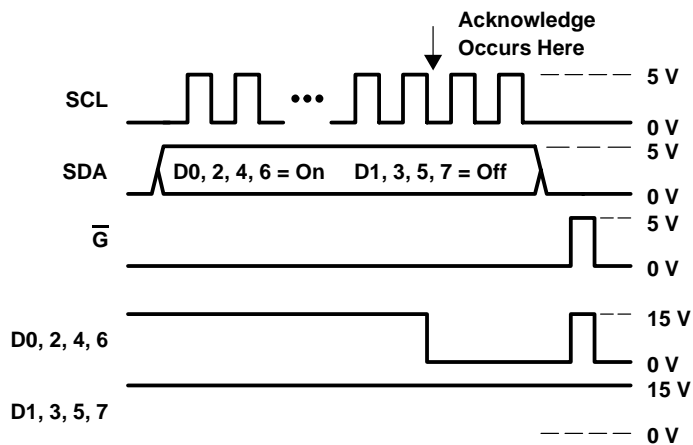 Acknowledge
Occurs Here
SCL
5 V
0 V
SDA
D0, 2, 4, 6 = On D1, 3, 5, 7 = Off
5 V
0 V
G
5 V
0 V
D0, 2, 4, 6
15 V
0 V
D1, 3, 5, 7
15 V
0 V